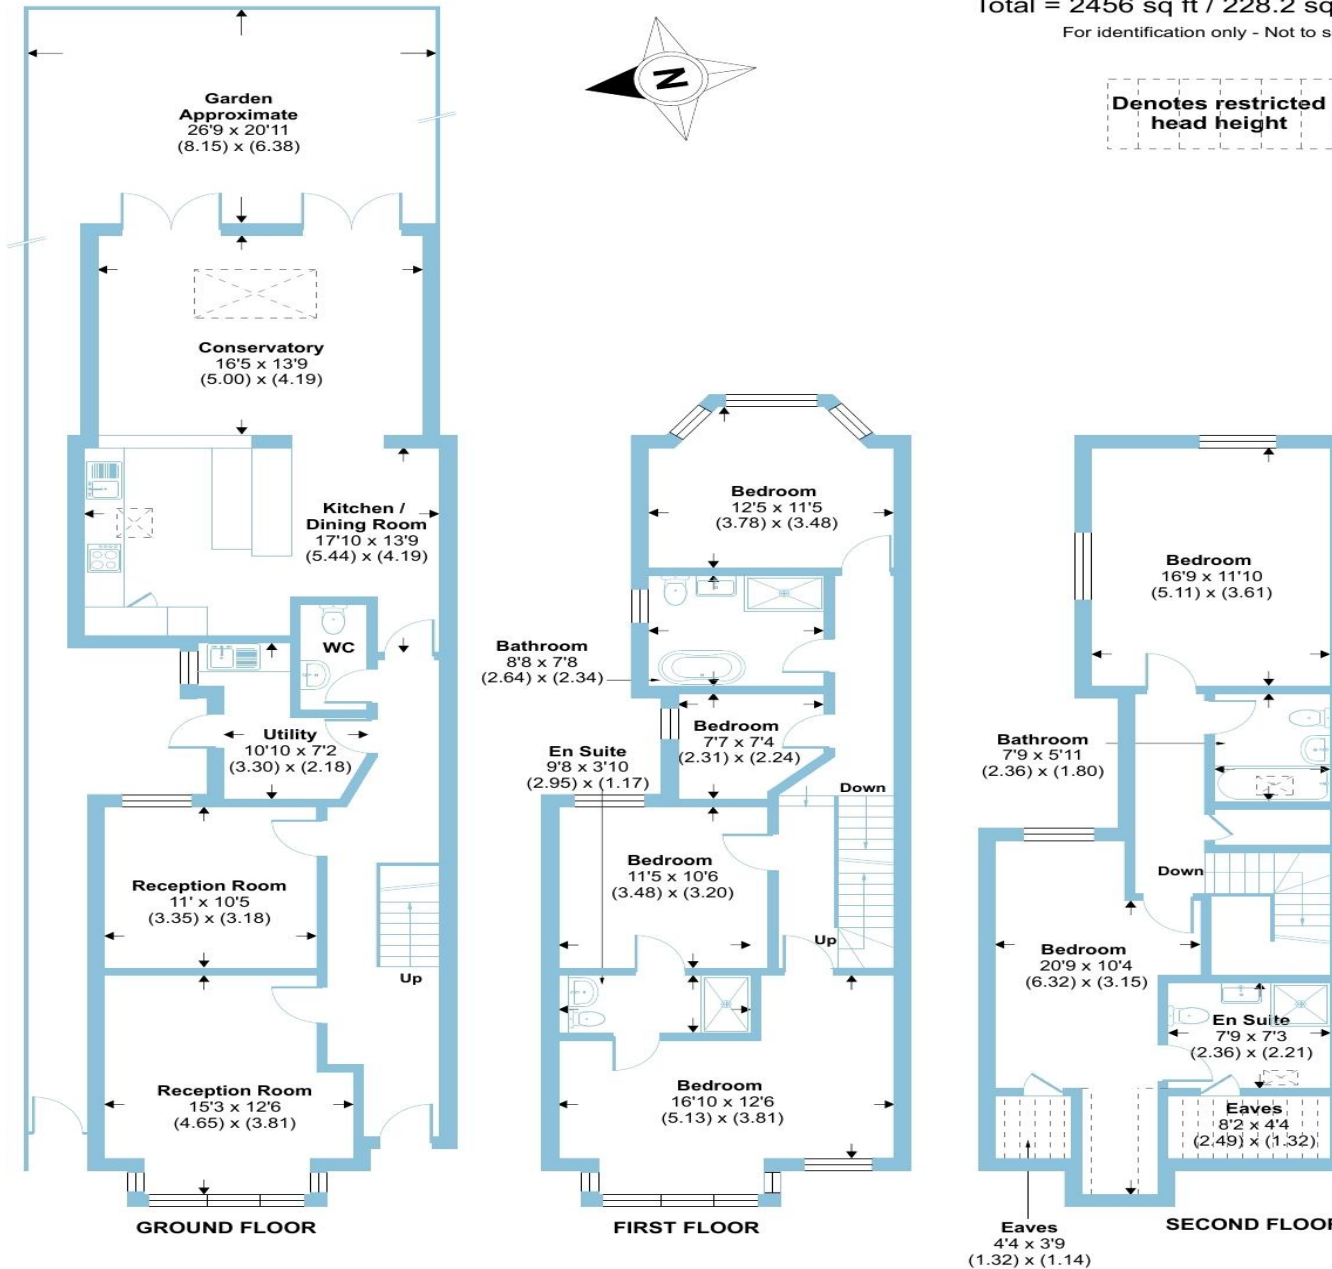 Total = 2456 sq ft / 228.2 sq
For identification only - Not to s
N
Denotes restricted
head height
Garden
Approximate
26'9 x 20'11
(8.15) x (6.38)
Conservatory
16'5 x 13'9
(5.00) x (4.19)
Kitchen /
Dining Room
17'10 x 13'9
(5.44) x (4.19)
WC
Utility
10'10 x 7'2
(3.30) x (2.18)
Reception Room
11' x 10'5
(3.35) x (3.18)
Up
Reception Room
15'3 x 12'6
(4.65) x (3.81)
GROUND FLOOR
Bedroom
12'5 x 11'5
(3.78) x (3.48)
Bathroom
8'8 x 7'8
(2.64) x (2.34)
Bedroom
7'7 x 7'4
(2.31) x (2.24)
En Suite
9'8 x 3'10
(2.95) x (1.17)
Down
Bedroom
11'5 x 10'6
(3.48) x (3.20)
Up
Bedroom
16'10 x 12'6
(5.13) x (3.81)
FIRST FLOOR
Bedroom
16'9 x 11'10
(5.11) x (3.61)
Bathroom
7'9 x 5'11
(2.36) x (1.80)
Down
Bedroom
20'9 x 10'4
(6.32) x (3.15)
En Suite
7'9 x 7'3
(2.36) x (2.21)
Eaves
8'2 x 4'4
(2.49) x (1.32)
Eaves
4'4 x 3'9
(1.32) x (1.14)
SECOND FLOOR